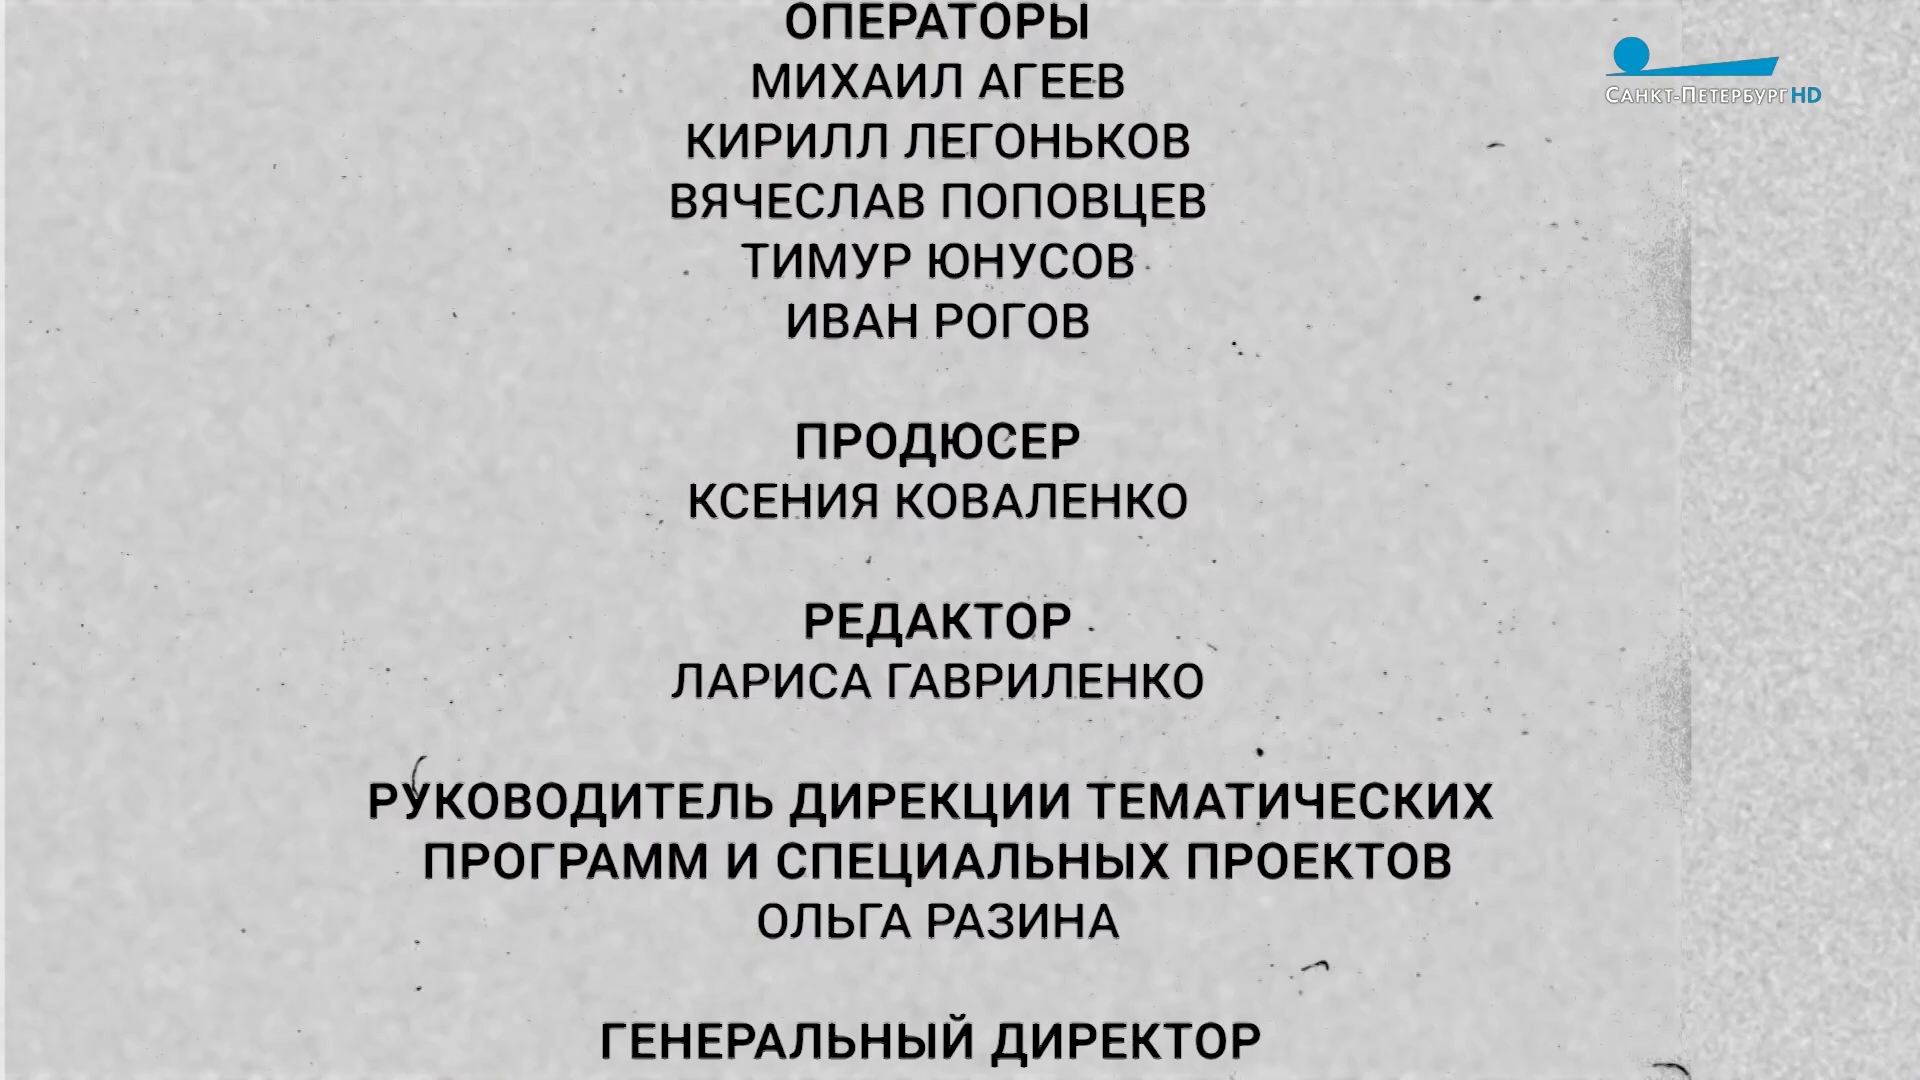 ОПЕРАТОРЫ
МИХАИЛ АГЕЕВ
КИРИЛЛ ЛЕГОНЬКОВ
ВЯЧЕСЛАВ ПОПОВЦЕВ
ТИМУР ЮНУСОВ
ИВАН РОГОВ
ПРОДЮСЕР
КСЕНИЯ КОВАЛЕНКО
РЕДАКТОР
ЛАРИСА ГАВРИЛЕНКО
РУКОВОДИТЕЛЬ ДИРЕКЦИИ ТЕМАТИЧЕСКИХ
ПРОГРАММ И СПЕЦИАЛЬНЫХ ПРОЕКТОВ
ОЛЬГА РАЗИНА
ГЕНЕРАЛЬНЫЙ ДИРЕКТОР
САНКТ-ПЕТЕРБУРГ HD